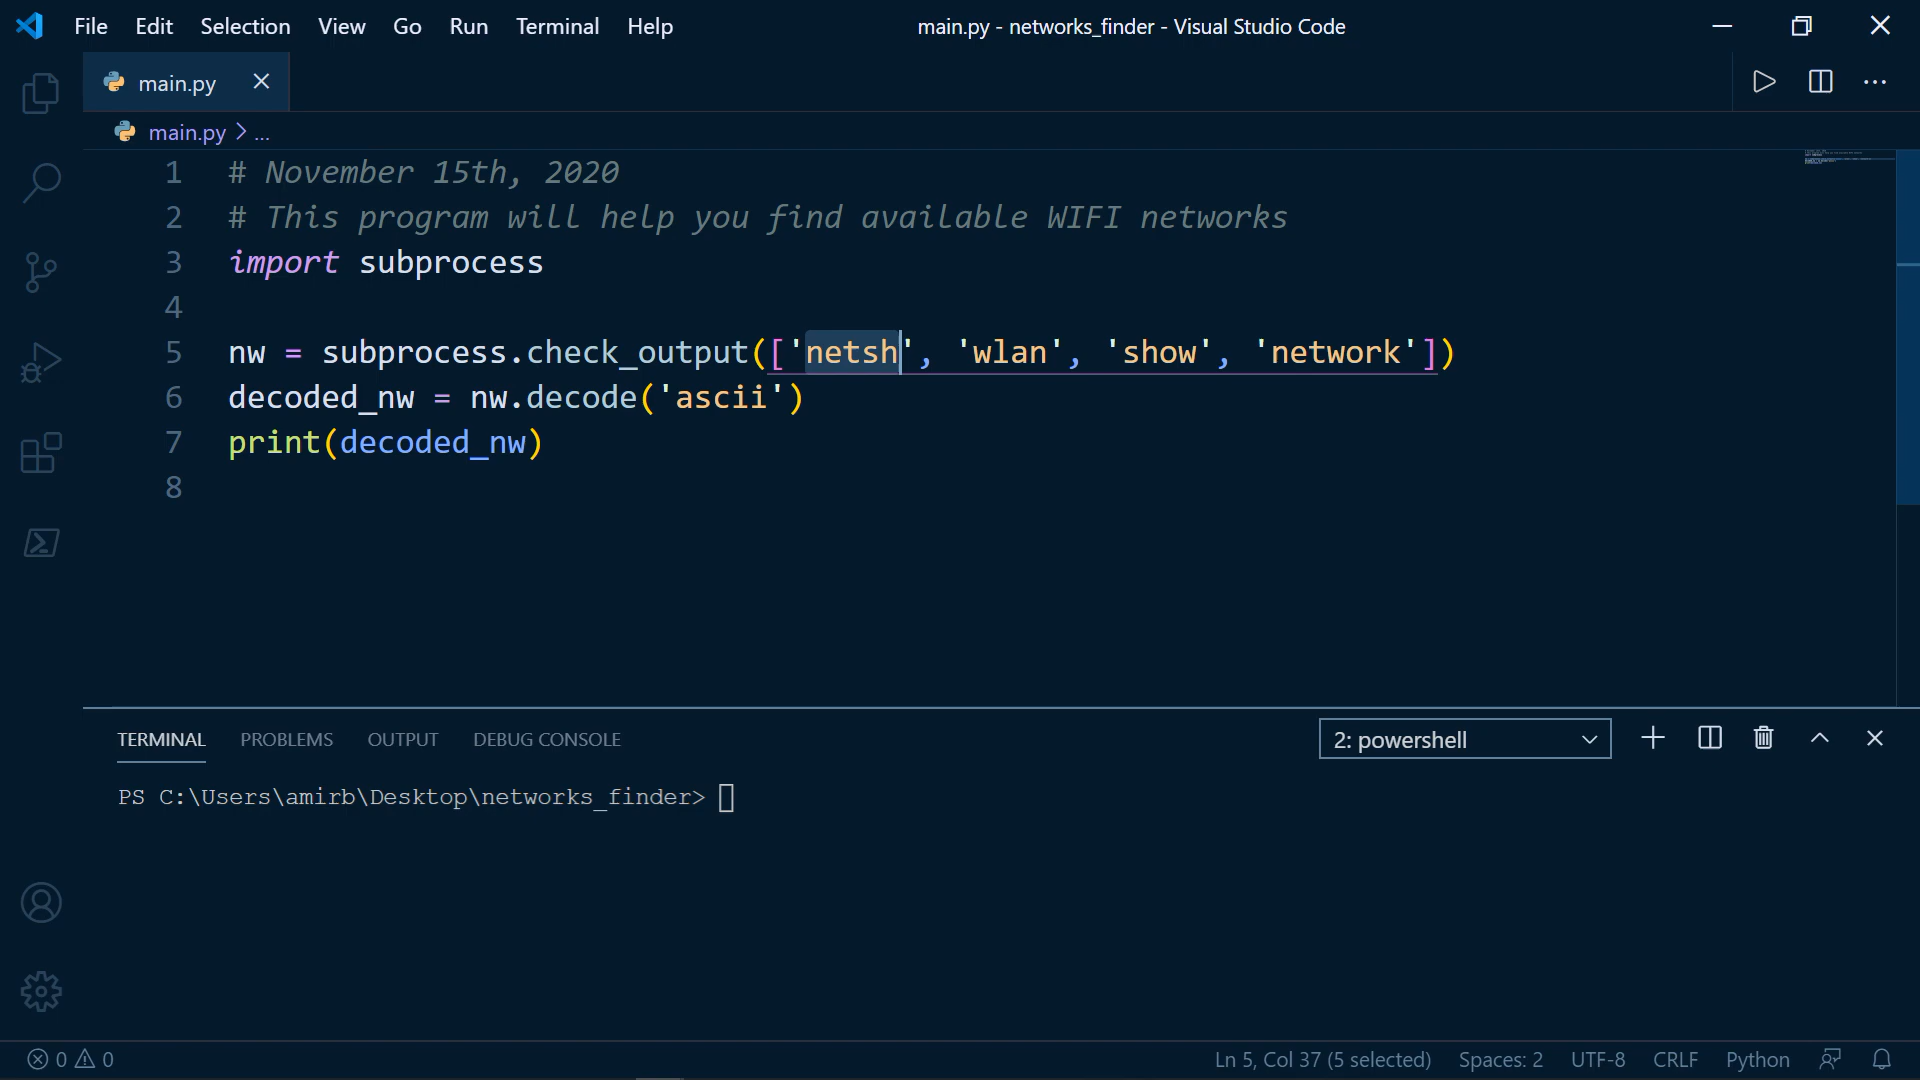 File Edit Selection View Go Run Terminal Help main.py - networks_finder - Visual Studio Code
main.py
main.py > ...
1 # November 15th, 2020
2 # This program will help you find available WIFI networks
3 import subprocess
4
5 nw = subprocess.check_output(['netsh', 'wlan', 'show', 'network'])
6 decoded_nw = nw.decode('ascii')
7 print(decoded_nw)
8
TERMINAL PROBLEMS OUTPUT DEBUG CONSOLE 2: powershell
PS C:\Users\amirb\Desktop\networks_finder>
0 0 Ln 5, Col 37 (5 selected) Spaces: 2 UTF-8 CRLF Python